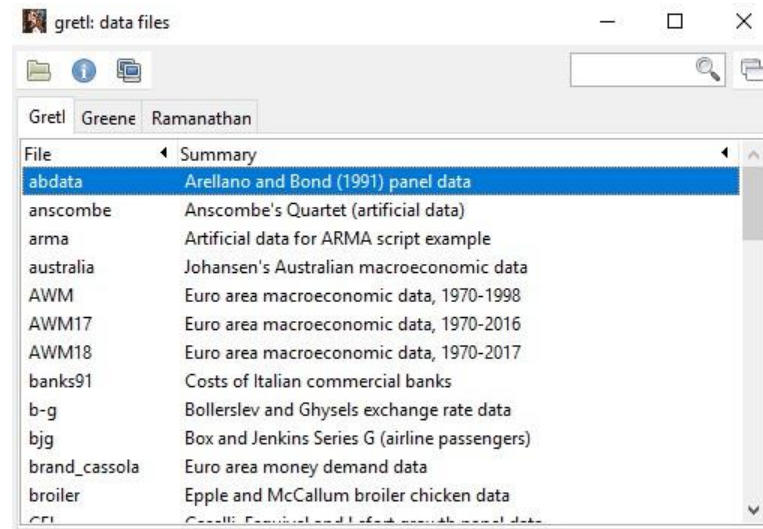 gretl: data files
Gretl Greene Ramanathan
File Summary
abdata Arellano and Bond (1991) panel data
anscombe Anscombe's Quartet (artificial data)
arma Artificial data for ARMA script example
australia Johansen's Australian macroeconomic data
AWM Euro area macroeconomic data, 1970-1998
AWM17 Euro area macroeconomic data, 1970-2016
AWM18 Euro area macroeconomic data, 1970-2017
banks91 Costs of Italian commercial banks
b-g Bollerslev and Ghysels exchange rate data
bjg Box and Jenkins Series G (airline passengers)
brand_cassola Euro area money demand data
broiler Epple and McCallum broiler chicken data